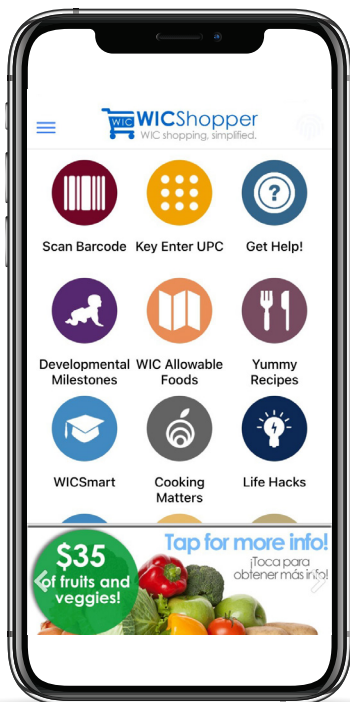 WIC WICShopper
WIC shopping, simplified.
Scan Barcode Key Enter UPC Get Help!
Developmental WIC Allowable Yummy
Milestones Foods Recipes
WICSmart Cooking Life Hacks
Matters
$35
of fruits and
veggies!
Tap for more info!
¡Toca para
obtener más info!